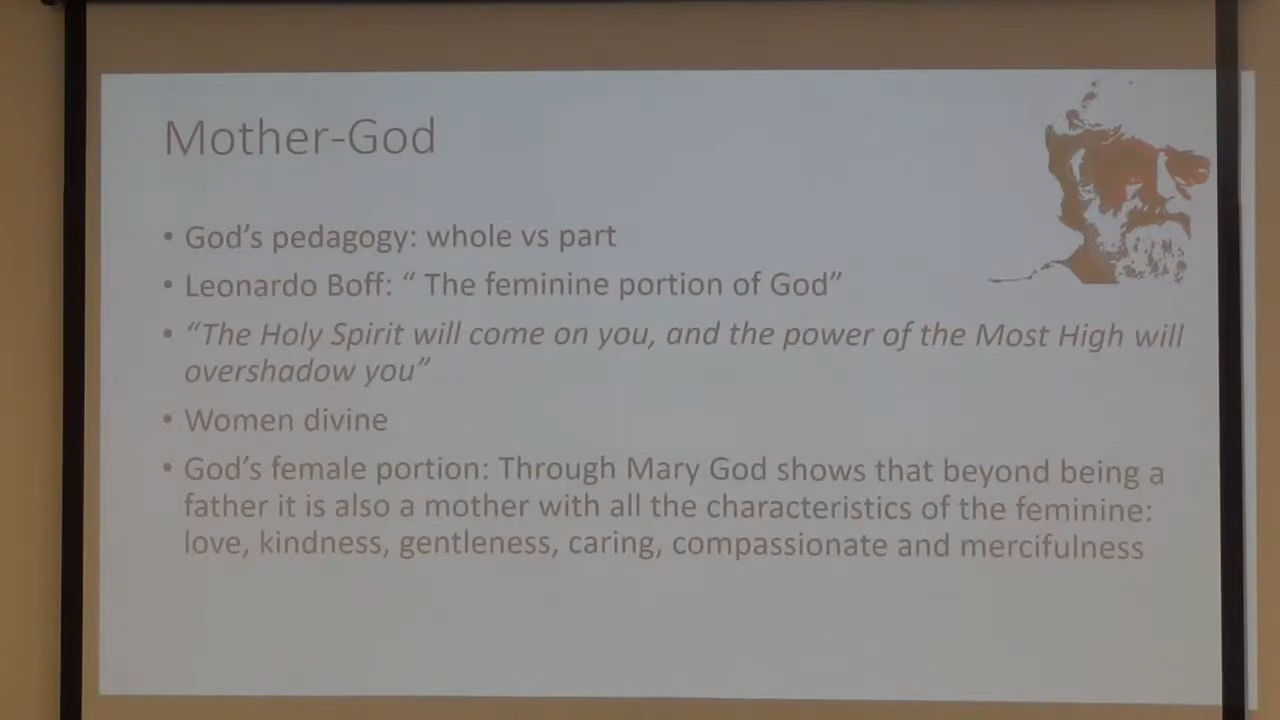 Mother-God
• God’s pedagogy: whole vs part
• Leonardo Boff: “ The feminine portion of God”
• “The Holy Spirit will come on you, and the power of the Most High will
overshadow you”
• Women divine
• God’s female portion: Through Mary God shows that beyond being a
father it is also a mother with all the characteristics of the feminine:
love, kindness, gentleness, caring, compassionate and mercifulness